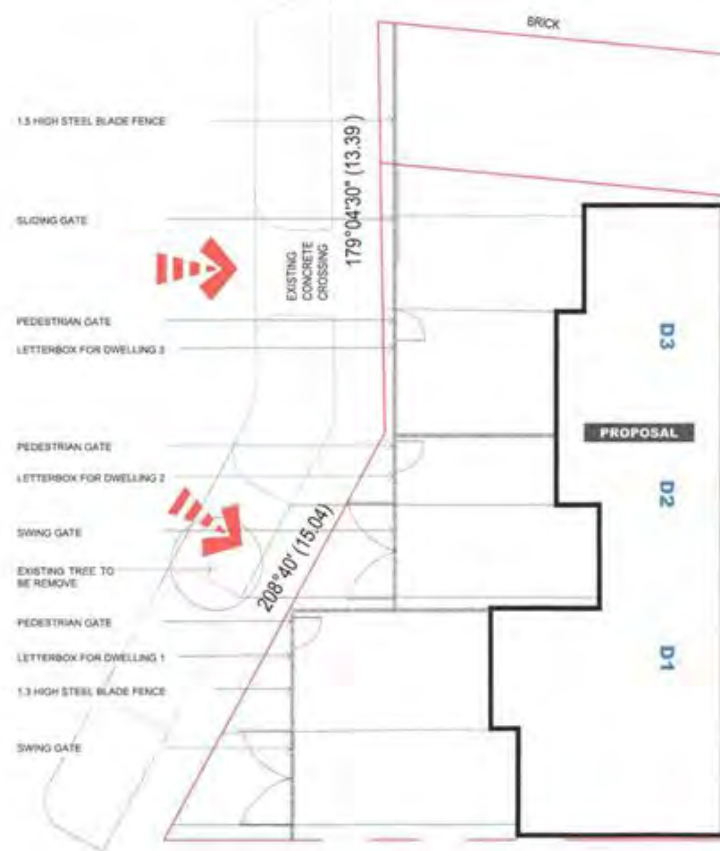 BRICK
1.5 HIGH STEEL BLADE FENCE
179°04'30" (13.39 )
SLIDING GATE
EXISTING
CONCRETE
CROSSING
PEDESTRIAN GATE
D3
LETTERBOX FOR DWELLING 3
PROPOSAL
PEDESTRIAN GATE
LETTERBOX FOR DWELLING 2
D2
SWING GATE
208°40' (15.04)
EXISTING TREE TO
BE REMOVE
PEDESTRIAN GATE
LETTERBOX FOR DWELLING 1
D1
1.3 HIGH STEEL BLADE FENCE
SWING GATE